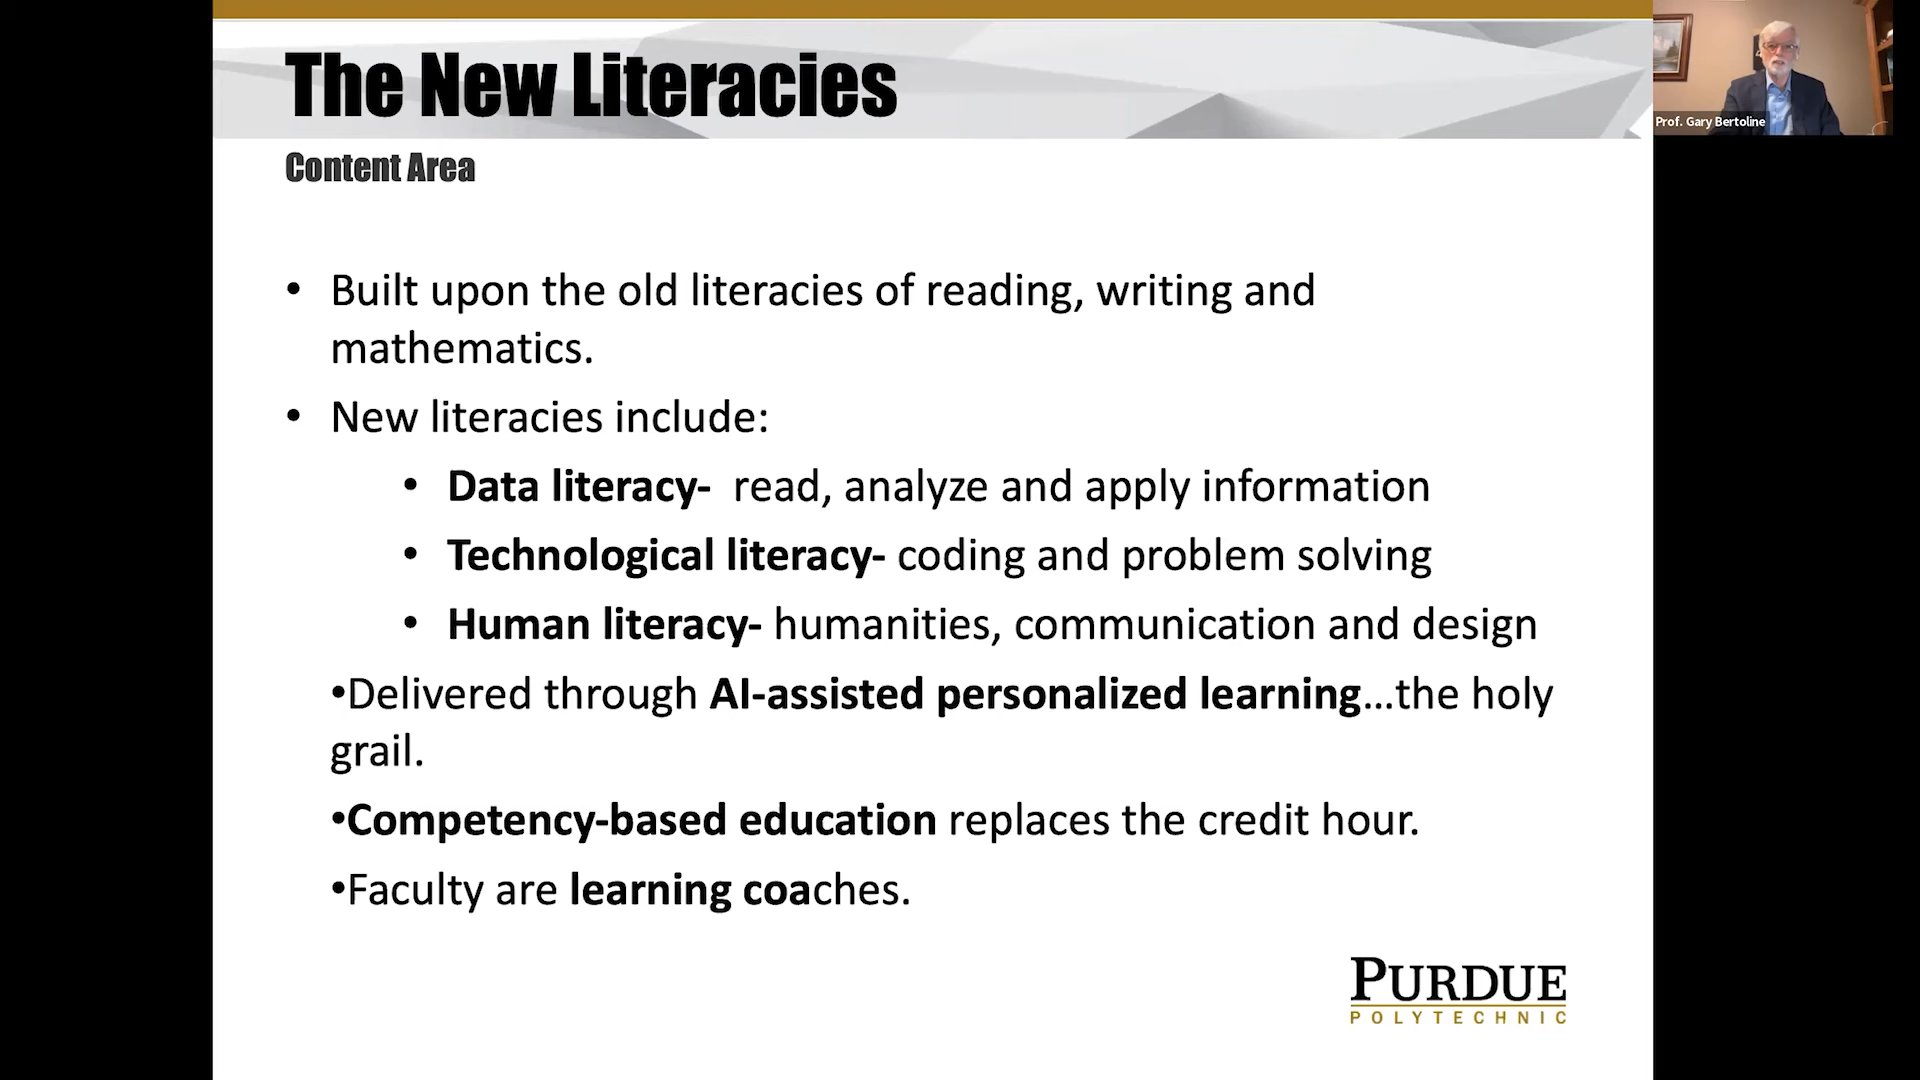 The New Literacies
Prof. Gary Bertoline
Content Area
• Built upon the old literacies of reading, writing and
mathematics.
• New literacies include:
• Data literacy-  read, analyze and apply information
• Technological literacy- coding and problem solving
• Human literacy- humanities, communication and design
•Delivered through AI-assisted personalized learning...the holy
grail.
•Competency-based education replaces the credit hour.
•Faculty are learning coaches.
PURDUE
POLYTECHNIC